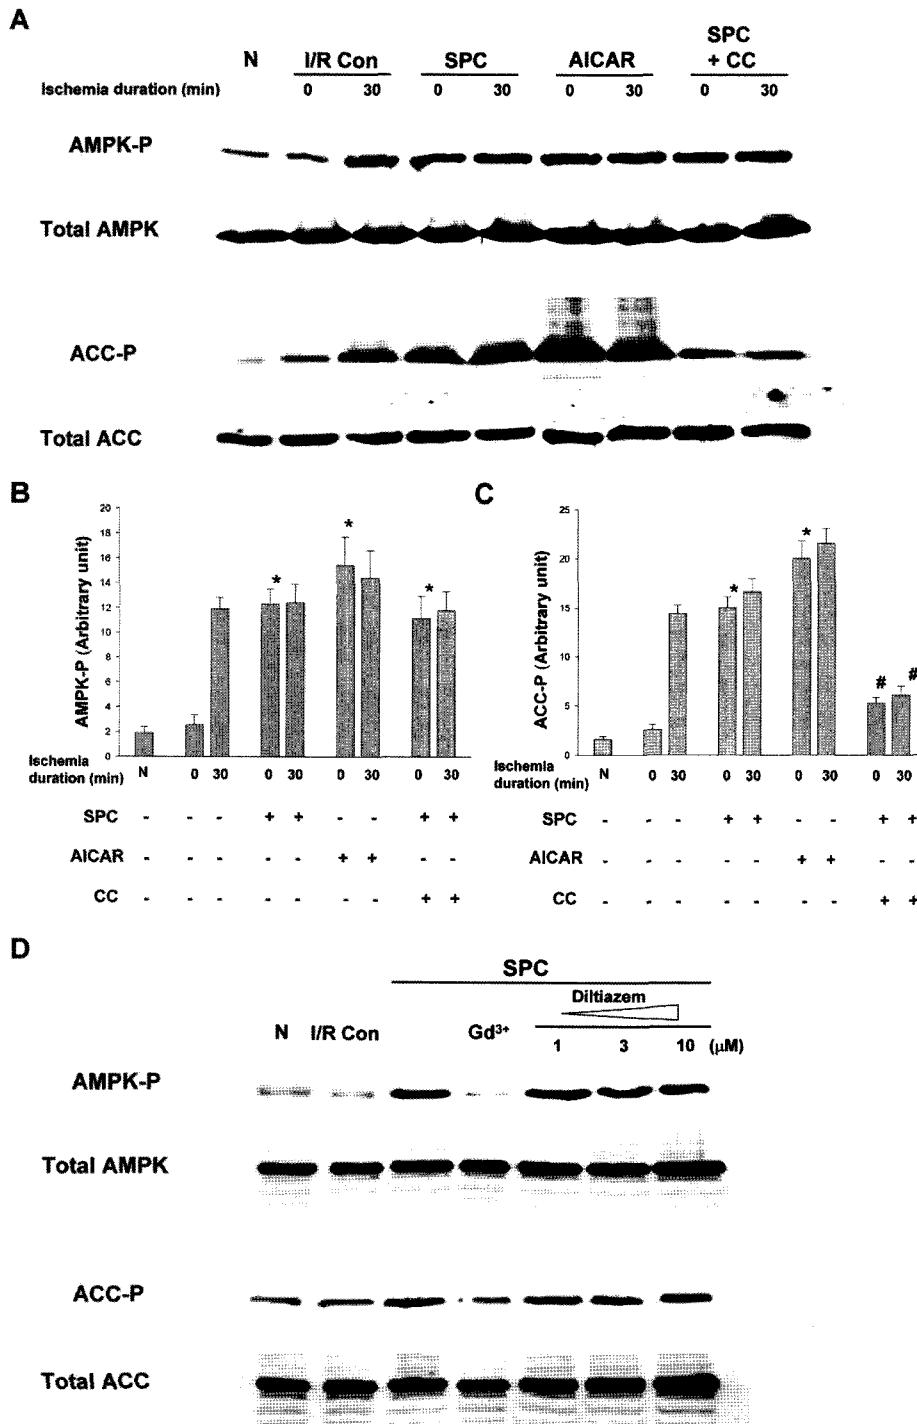 A
SPC
N I/R Con SPC AICAR + CC
Ischemia duration (min) 0 30 0 30 0 30 0 30
AMPK-P
Total AMPK
ACC-P
Total ACC
B
AMPK-P (Arbitrary unit)
20
18
16
14
12
10
8
6
4
2
0
* * *
Ischemia
duration (min) N 0 30 0 30 0 30 0 30
SPC - - - + + - - + +
AICAR - - - - - + + - -
CC - - - - - - - + +
C
ACC-P (Arbitrary unit)
25
20
15
10
5
0
* * # #
Ischemia
duration (min) N 0 30 0 30 0 30 0 30
SPC - - - + + - - + +
AICAR - - - - - + + - -
CC - - - - - - - + +
D
SPC
Diltiazem
N I/R Con Gd³⁺ 1 3 10 (µM)
AMPK-P
Total AMPK
ACC-P
Total ACC